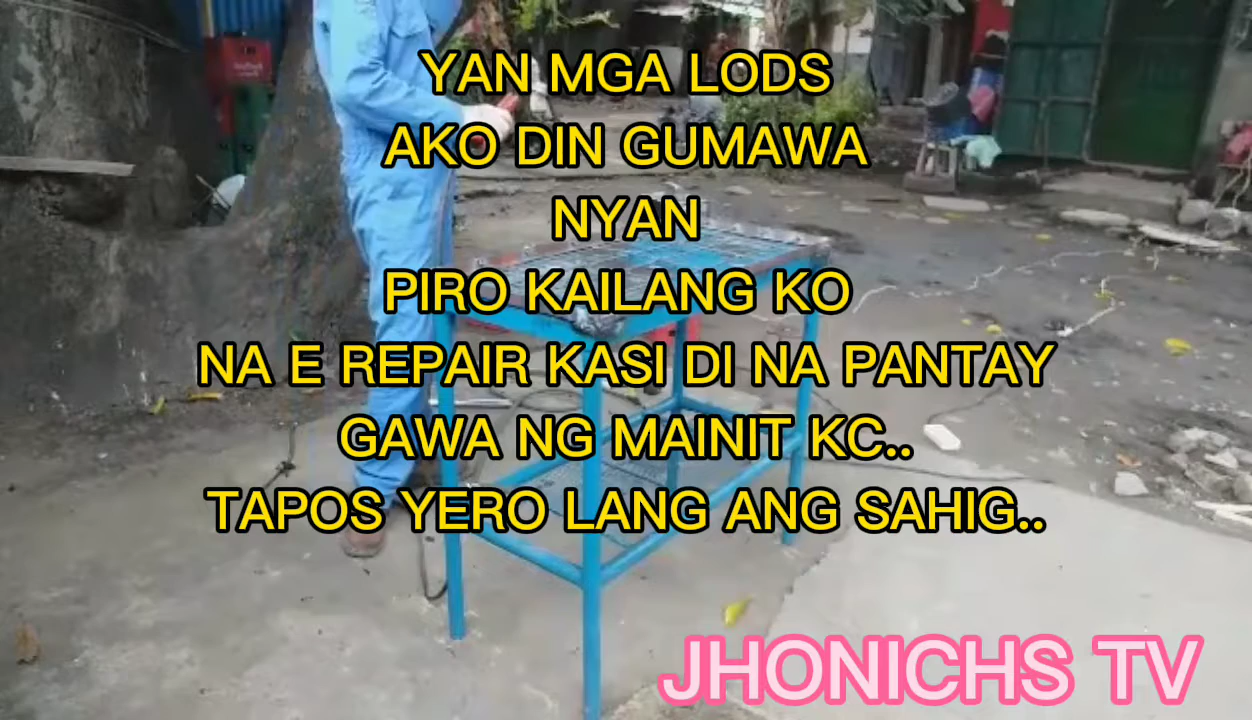 YAN MGA LODS
AKO DIN GUMAWA
NYAN
PIRO KAILANG KO
NA E REPAIR KASI DI NA PANTAY
GAWA NG MAINIT KC..
TAPOS YERO LANG ANG SAHIG..
JHONICHS TV